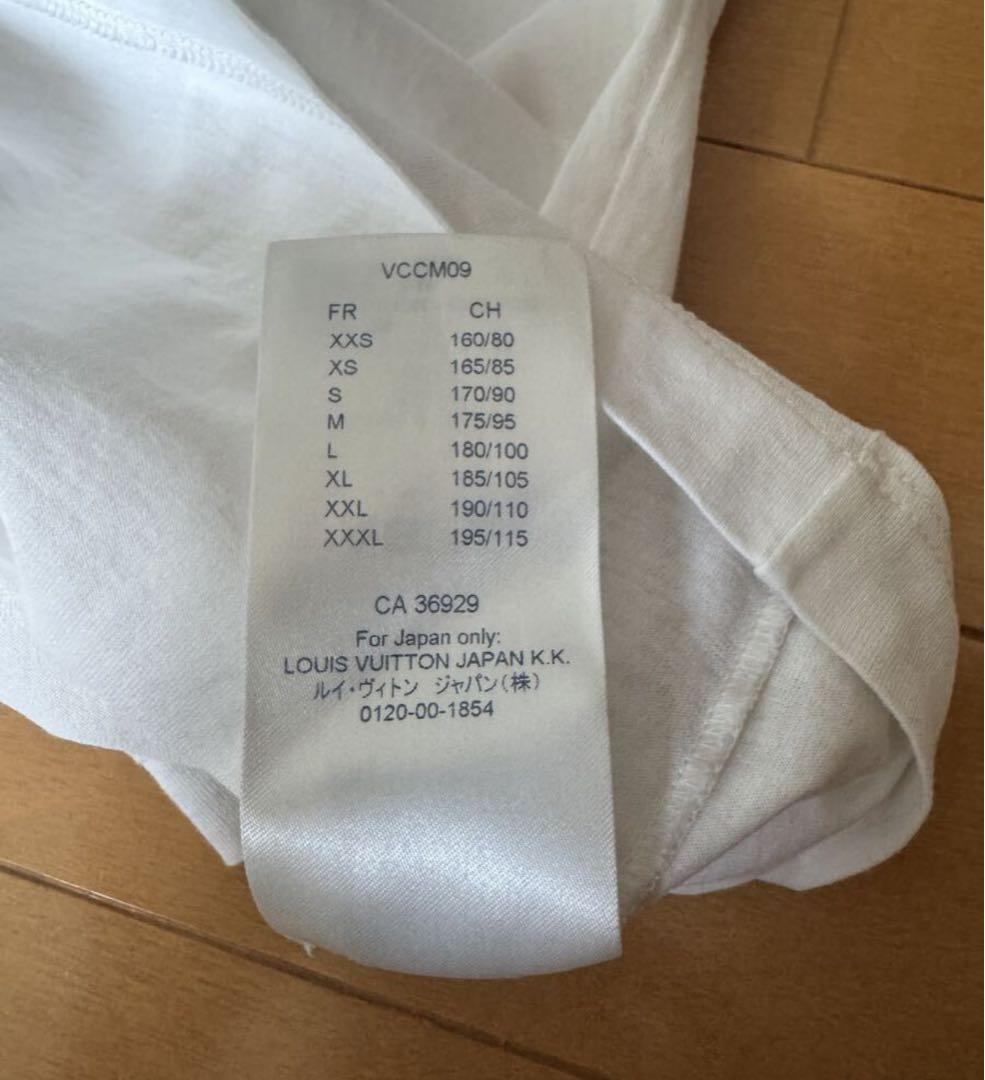 VCCM09
FR CH
XXS 160/80
XS 165/85
S 170/90
M 175/95
L 180/100
XL 185/105
XXL 190/110
XXXL 195/115
CA 36929
For Japan only:
LOUIS VUITTON JAPAN K.K.
ルイ・ヴィトン ジャパン(株)
0120-00-1854